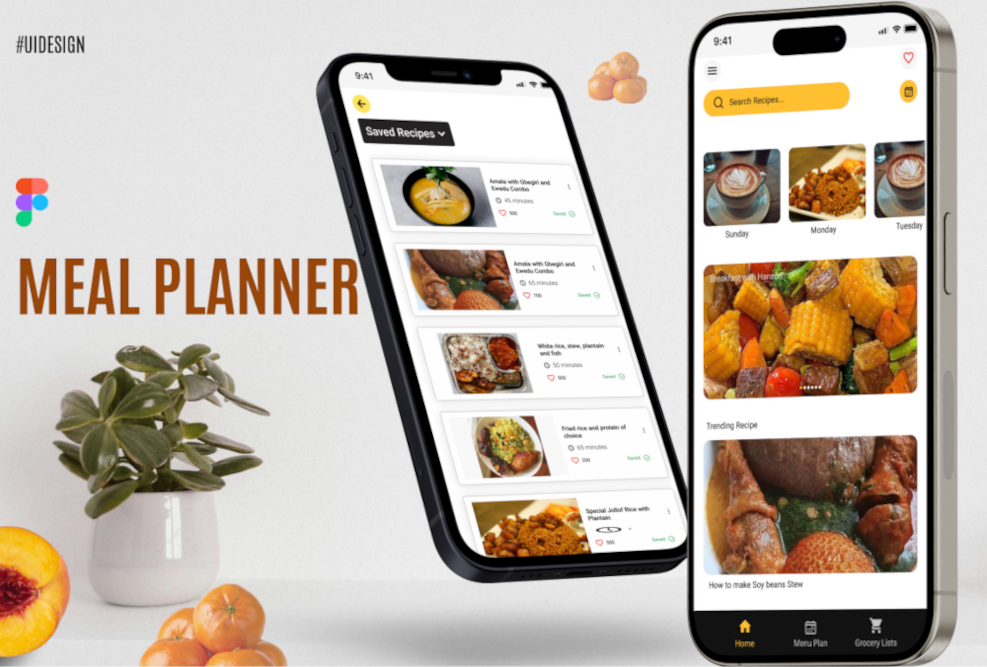 #UIDESIGN
MEAL PLANNER
9:41
Saved Recipes
Amala with Gbegiri and
Ewedu Combo
45 minutes
500
Saved
Amala with Gbegiri and
Ewedu Combo
65 minutes
700
Saved
White rice, stew, plantain
and fish
50 minutes
500
Saved
Fried rice and protein of
choice
65 minutes
200
Saved
Special Jollof Rice with
Plantain
500
Saved
9:41
Search Recipes...
Sunday
Monday
Tuesday
Breakfast with
Trending Recipe
How to make Soy beans Stew
Home
Menu Plan
Grocery Lists